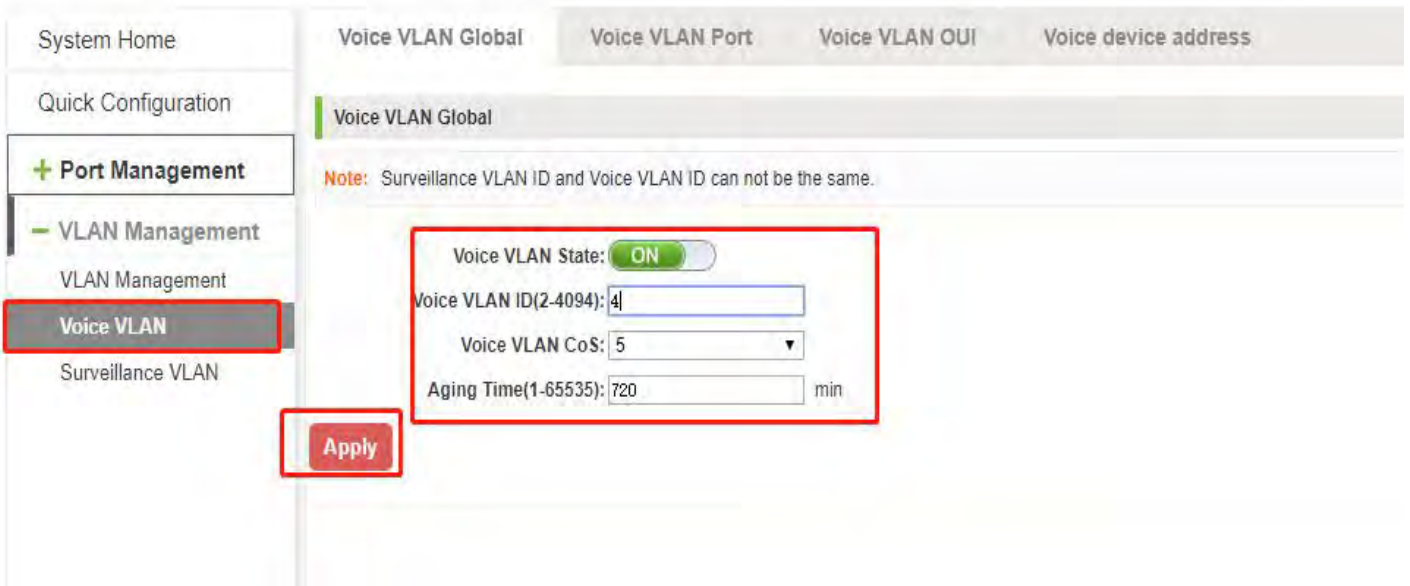 System Home
Quick Configuration
+ Port Management
− VLAN Management
VLAN Management
Voice VLAN
Surveillance VLAN
Voice VLAN Global Voice VLAN Port Voice VLAN OUI Voice device address
Voice VLAN Global
Note: Surveillance VLAN ID and Voice VLAN ID can not be the same.
Voice VLAN State: ON
Voice VLAN ID(2-4094): 4
Voice VLAN CoS: 5
Aging Time(1-65535): 720 min
Apply